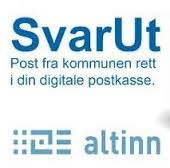 SvarUt
Post fra kommunen rett
i din digitale postkasse.
altinn